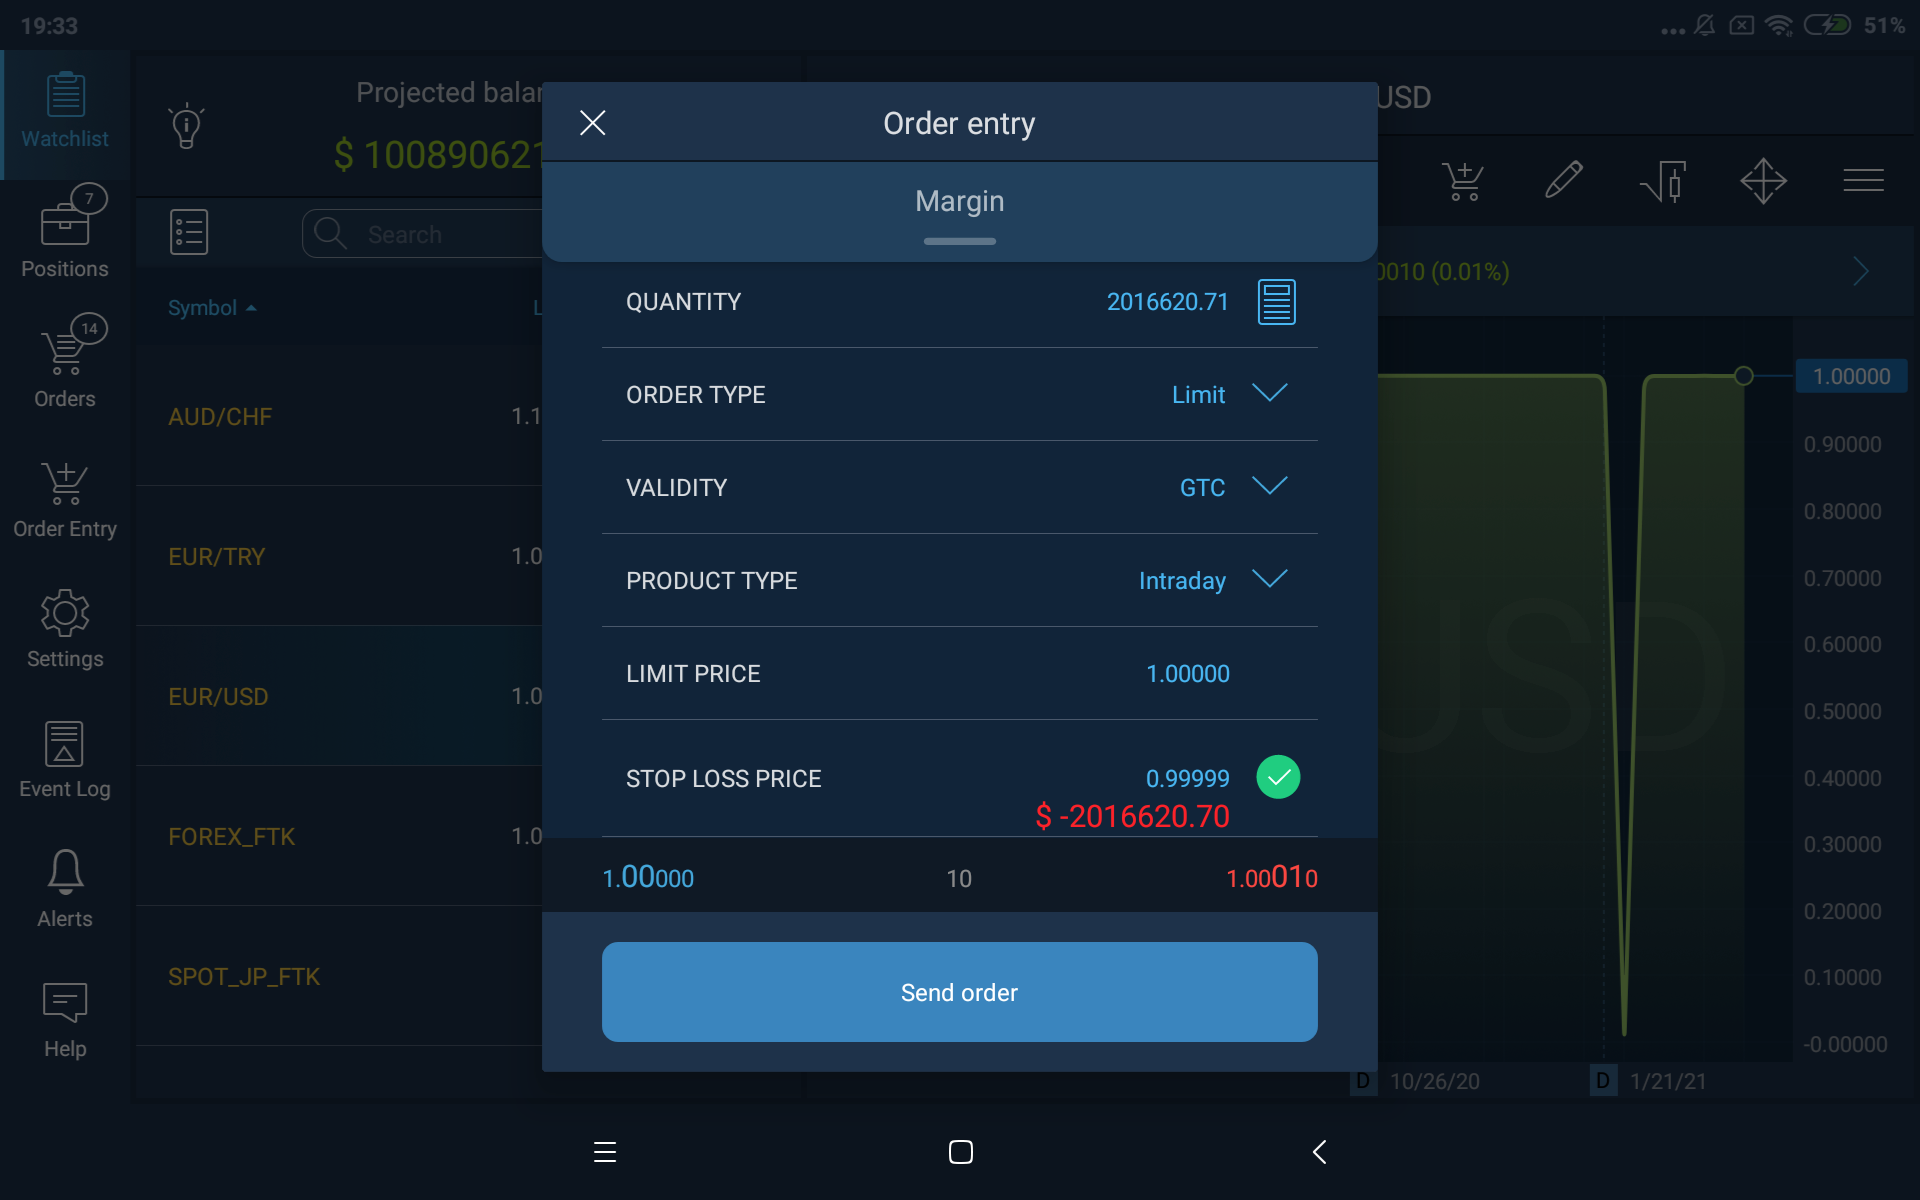 19:33
51%
Watchlist
7
Positions
14
Orders
Order Entry
Settings
Event Log
Alerts
Help
Projected balan
$ 100890621
Search
Symbol
L
AUD/CHF 1.1
EUR/TRY 1.0
EUR/USD 1.0
FOREX_FTK 1.0
SPOT_JP_FTK
Order entry
Margin
QUANTITY 2016620.71
ORDER TYPE Limit
VALIDITY GTC
PRODUCT TYPE Intraday
LIMIT PRICE 1.00000
STOP LOSS PRICE 0.99999
$ -2016620.70
1.00000 10 1.00010
Send order
USD
0010 (0.01%)
USD
1.00000
0.90000
0.80000
0.70000
0.60000
0.50000
0.40000
0.30000
0.20000
0.10000
-0.00000
D 10/26/20 D 1/21/21